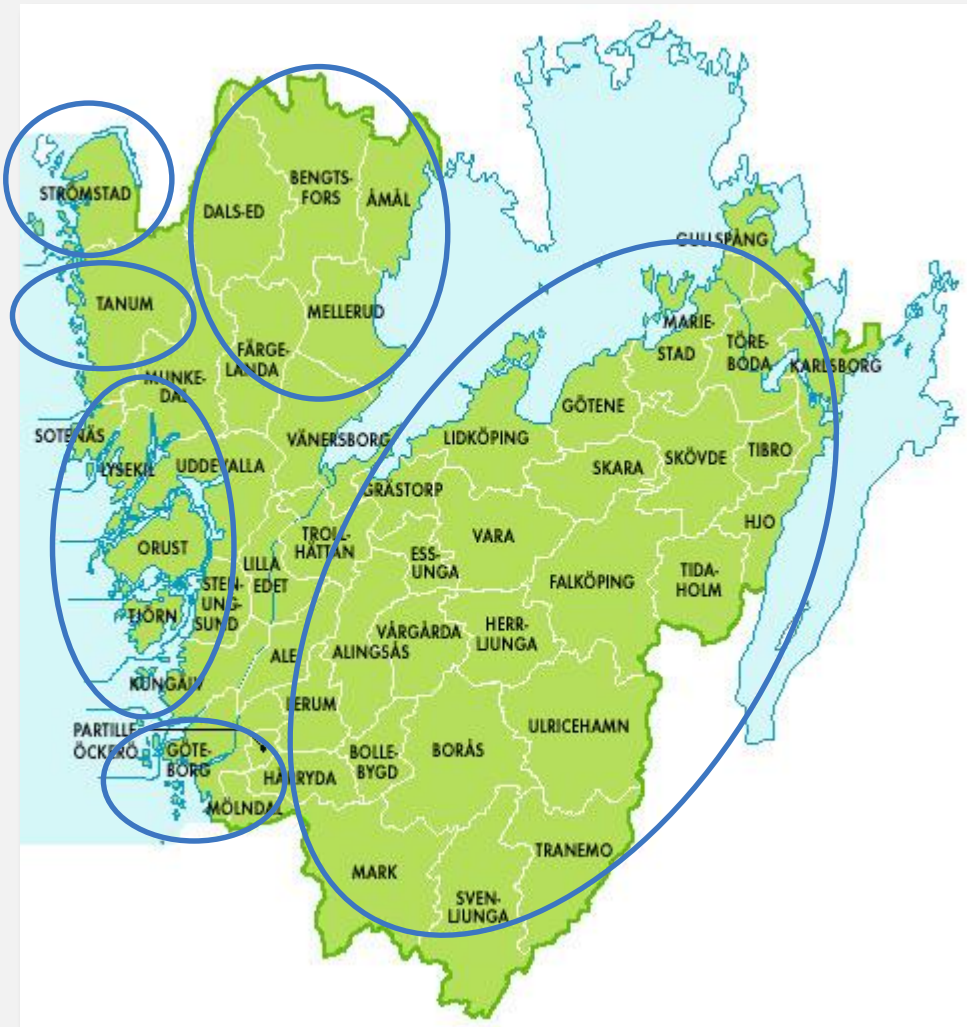 STRÖMSTAD
DALS-ED
BENGTS-
FORS
ÅMÅL
GULLSPÅNG
TANUM
MELLERUD
MARIE-
STAD
TÖRE-
BODA
KARLSBORG
FÄRGE-
LANDA
MUNKE-
DAL
GÖTENE
SOTENÄS
VÄNERSBORG
LIDKÖPING
LYSEKIL
UDDEVALLA
SKARA
SKÖVDE
TIBRO
GRÄSTORP
HJO
TROLL-
HÄTTAN
VARA
ORUST
LILLA
EDET
ESS-
UNGA
FALKÖPING
TIDA-
HOLM
STEN-
UNG-
SUND
TJÖRN
VÅRGÅRDA
HERR-
LJUNGA
ALE
ALINGSÅS
KUNGÄLV
LERUM
PARTILLE
ÖCKERÖ
GÖTE-
BORG
BOLLE-
BYGD
BORÅS
ULRICEHAMN
HÄRRYDA
MÖLNDAL
TRANEMO
MARK
SVEN-
LJUNGA